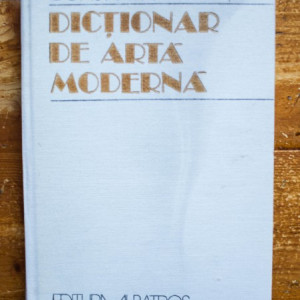 DICȚIONAR
DE ARTĂ
MODERNĂ
EDITURA ALBATROS